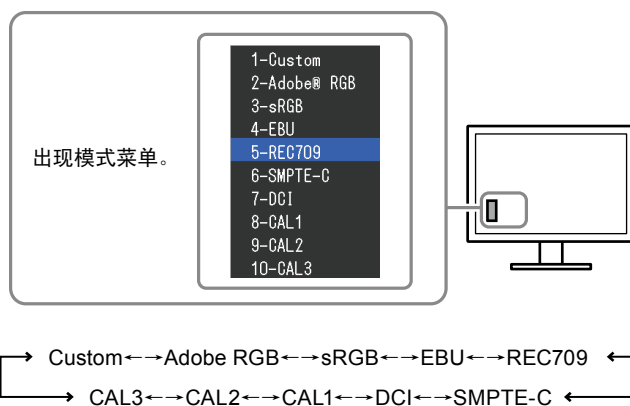 出现模式菜单。
1-Custom
2-Adobe® RGB
3-sRGB
4-EBU
5-REC709
6-SMPTE-C
7-DCI
8-CAL1
9-CAL2
10-CAL3
Custom←→Adobe RGB←→sRGB←→EBU←→REC709
CAL3←→CAL2←→CAL1←→DCI←→SMPTE-C